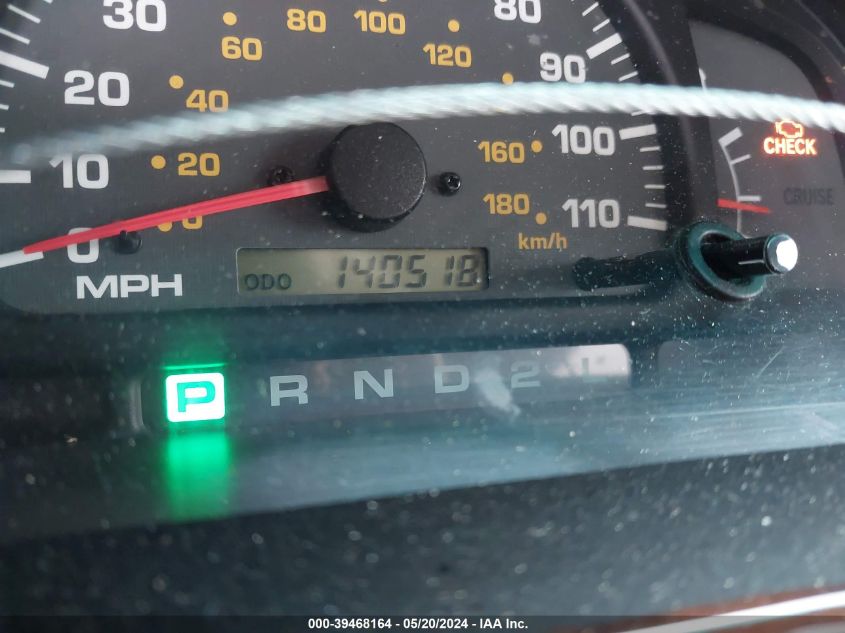 30 80 100 80
60 120
20 40 90
CHECK
10 20 160 100
CRUISE
0 0 180 110
km/h
MPH ODO 140518
P R N D 2 L
000-39468164 - 05/20/2024 - IAA Inc.